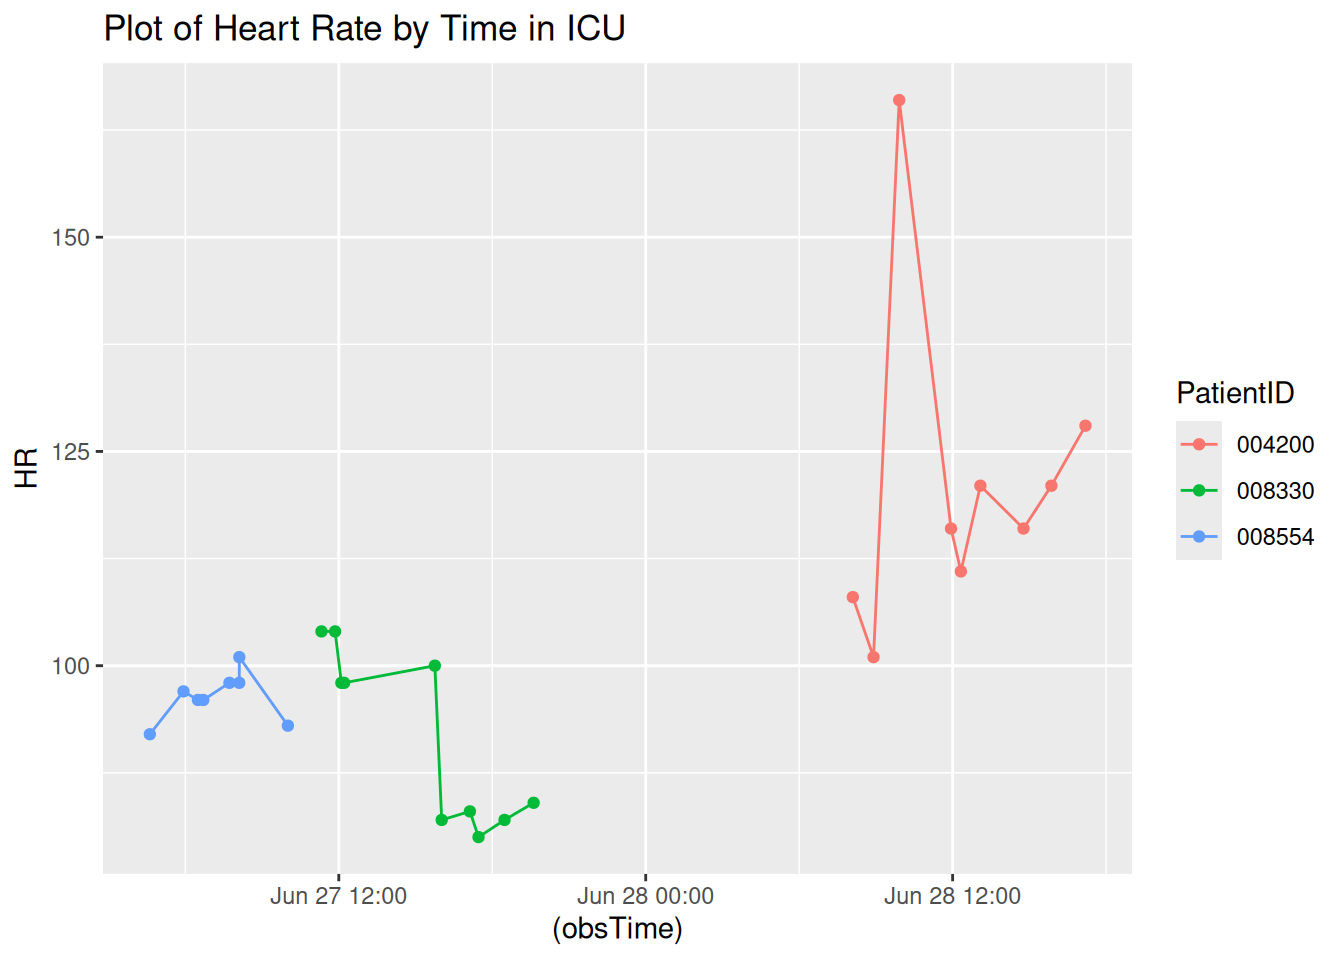 Plot of Heart Rate by Time in ICU
150
125
100
HR
Jun 27 12:00
Jun 28 00:00
Jun 28 12:00
(obsTime)
PatientID
004200
008330
008554